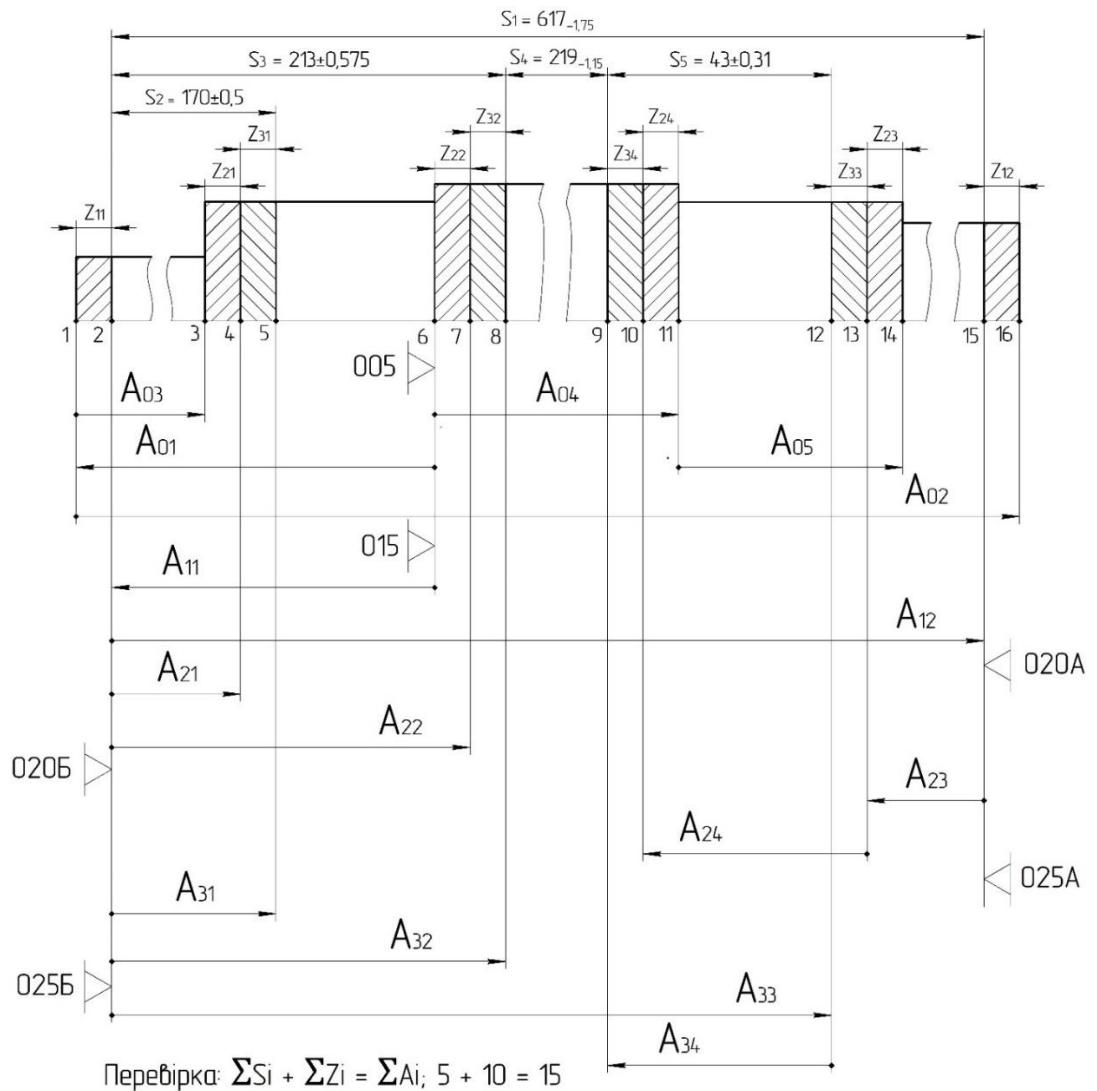 S1 = 617-1,75
S3 = 213±0,575 S4 = 219-1,15 S5 = 43±0,31
S2 = 170±0,5
Z31 Z32 Z24 Z23
Z21 Z22 Z34 Z33 Z12
Z11
1 2 3 4 5 6 7 8 9 10 11 12 13 14 15 16
005
A03 A04
A01 A05
A02
015
A11
A12
020А
A21
A22
020Б
A23
A24
025А
A31
A32
025Б
A33
A34
Перевірка: ΣSi + ΣZi = ΣAi; 5 + 10 = 15